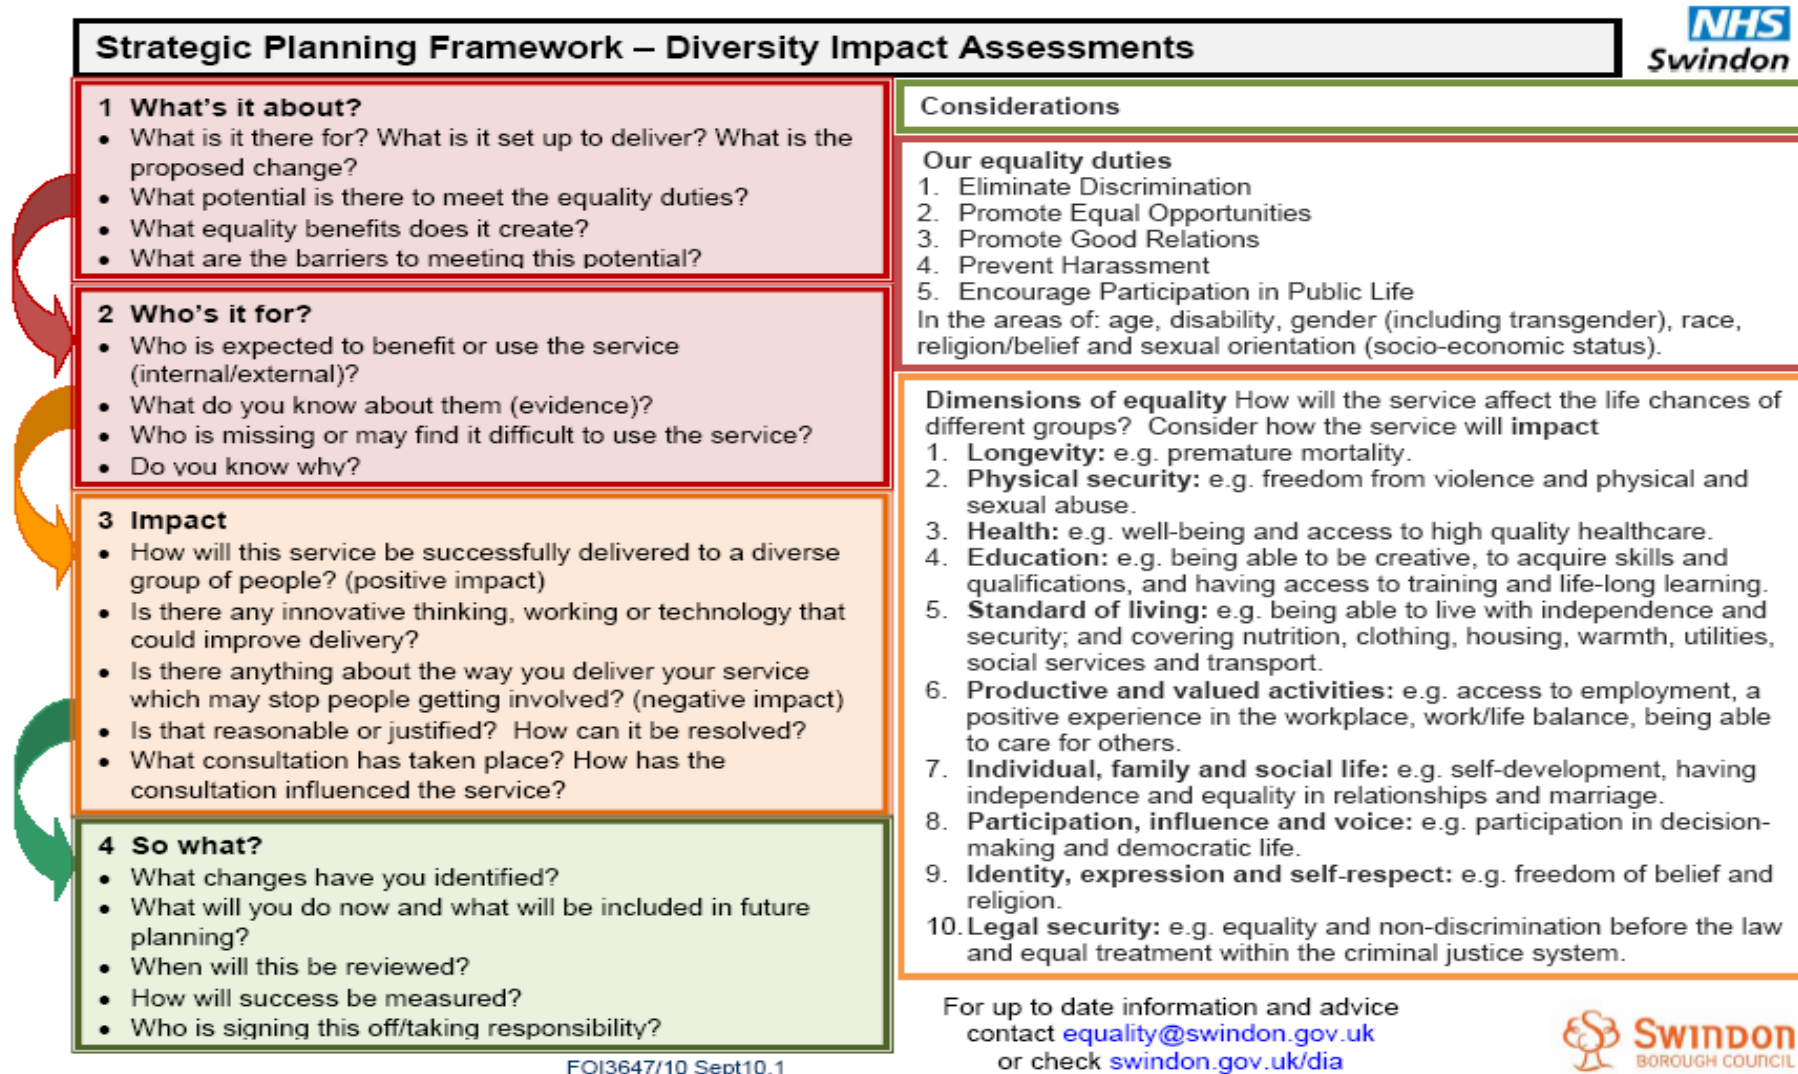 Strategic Planning Framework – Diversity Impact Assessments
NHS
Swindon
1 What's it about?
• What is it there for? What is it set up to deliver? What is the
proposed change?
• What potential is there to meet the equality duties?
• What equality benefits does it create?
• What are the barriers to meeting this potential?
2 Who's it for?
• Who is expected to benefit or use the service
(internal/external)?
• What do you know about them (evidence)?
• Who is missing or may find it difficult to use the service?
• Do you know why?
3 Impact
• How will this service be successfully delivered to a diverse
group of people? (positive impact)
• Is there any innovative thinking, working or technology that
could improve delivery?
• Is there anything about the way you deliver your service
which may stop people getting involved? (negative impact)
• Is that reasonable or justified? How can it be resolved?
• What consultation has taken place? How has the
consultation influenced the service?
4 So what?
• What changes have you identified?
• What will you do now and what will be included in future
planning?
• When will this be reviewed?
• How will success be measured?
• Who is signing this off/taking responsibility?
FOI3647/10 Sept10.1
Considerations
Our equality duties
1. Eliminate Discrimination
2. Promote Equal Opportunities
3. Promote Good Relations
4. Prevent Harassment
5. Encourage Participation in Public Life
In the areas of: age, disability, gender (including transgender), race,
religion/belief and sexual orientation (socio-economic status).
Dimensions of equality How will the service affect the life chances of
different groups? Consider how the service will impact
1. Longevity: e.g. premature mortality.
2. Physical security: e.g. freedom from violence and physical and
sexual abuse.
3. Health: e.g. well-being and access to high quality healthcare.
4. Education: e.g. being able to be creative, to acquire skills and
qualifications, and having access to training and life-long learning.
5. Standard of living: e.g. being able to live with independence and
security; and covering nutrition, clothing, housing, warmth, utilities,
social services and transport.
6. Productive and valued activities: e.g. access to employment, a
positive experience in the workplace, work/life balance, being able
to care for others.
7. Individual, family and social life: e.g. self-development, having
independence and equality in relationships and marriage.
8. Participation, influence and voice: e.g. participation in decision-
making and democratic life.
9. Identity, expression and self-respect: e.g. freedom of belief and
religion.
10. Legal security: e.g. equality and non-discrimination before the law
and equal treatment within the criminal justice system.
For up to date information and advice
contact equality@swindon.gov.uk
or check swindon.gov.uk/dia
SWINDON
BOROUGH COUNCIL